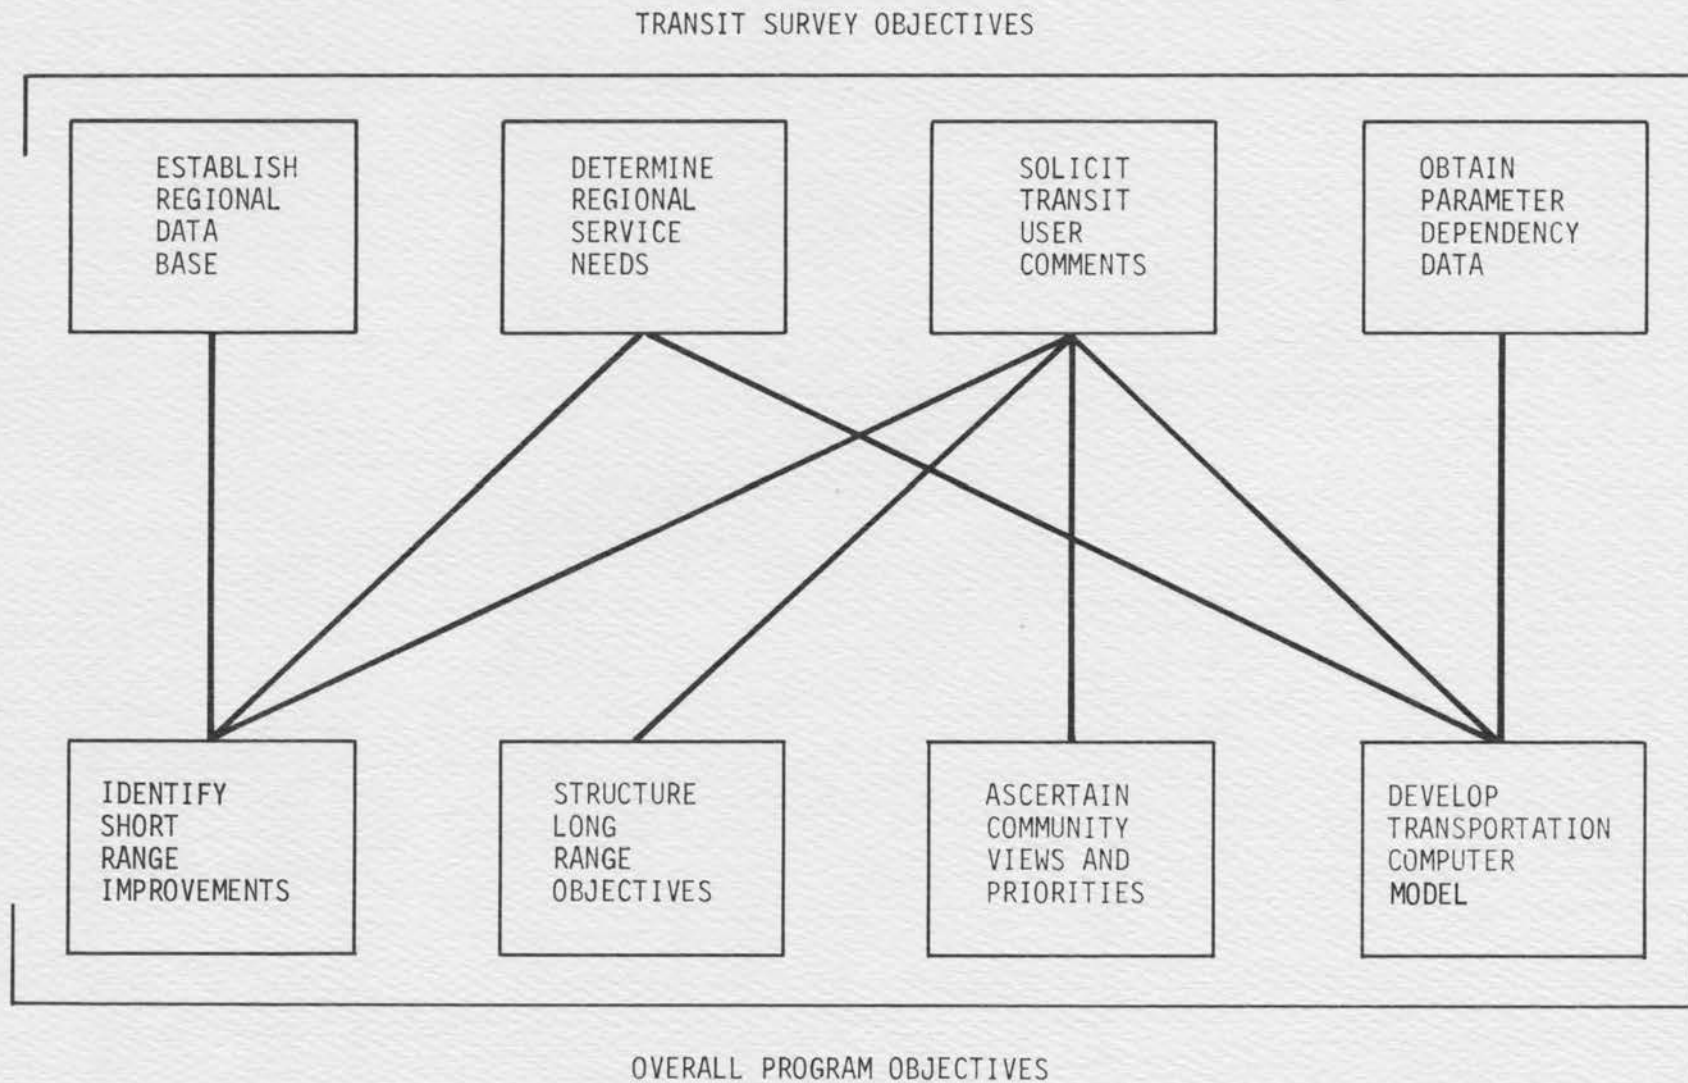 TRANSIT SURVEY OBJECTIVES
ESTABLISH
REGIONAL
DATA
BASE
DETERMINE
REGIONAL
SERVICE
NEEDS
SOLICIT
TRANSIT
USER
COMMENTS
OBTAIN
PARAMETER
DEPENDENCY
DATA
IDENTIFY
SHORT
RANGE
IMPROVEMENTS
STRUCTURE
LONG
RANGE
OBJECTIVES
ASCERTAIN
COMMUNITY
VIEWS AND
PRIORITIES
DEVELOP
TRANSPORTATION
COMPUTER
MODEL
OVERALL PROGRAM OBJECTIVES